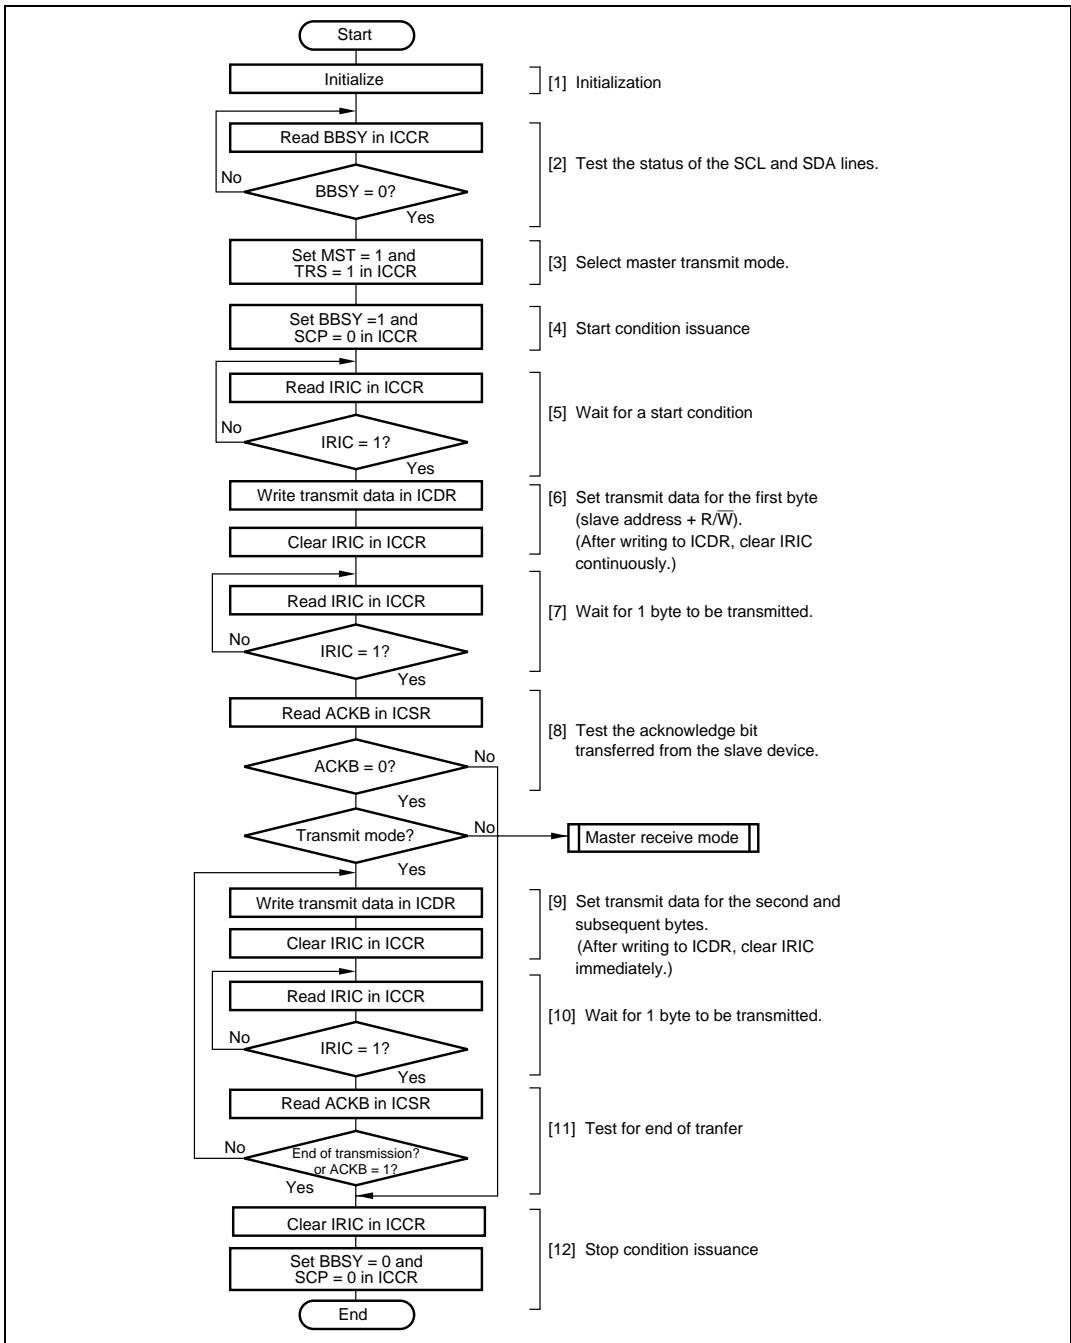 Start
Initialize
[1] Initialization
Read BBSY in ICCR
[2] Test the status of the SCL and SDA lines.
No
BBSY = 0?
Yes
Set MST = 1 and
TRS = 1 in ICCR
[3] Select master transmit mode.
Set BBSY =1 and
SCP = 0 in ICCR
[4] Start condition issuance
Read IRIC in ICCR
[5] Wait for a start condition
No
IRIC = 1?
Yes
Write transmit data in ICDR
Clear IRIC in ICCR
[6] Set transmit data for the first byte
(slave address + R/W̅).
(After writing to ICDR, clear IRIC
continuously.)
Read IRIC in ICCR
[7] Wait for 1 byte to be transmitted.
No
IRIC = 1?
Yes
Read ACKB in ICSR
[8] Test the acknowledge bit
transferred from the slave device.
ACKB = 0?
No
Yes
Transmit mode?
No
Master receive mode
Yes
Write transmit data in ICDR
Clear IRIC in ICCR
[9] Set transmit data for the second and
subsequent bytes.
(After writing to ICDR, clear IRIC
immediately.)
Read IRIC in ICCR
[10] Wait for 1 byte to be transmitted.
No
IRIC = 1?
Yes
Read ACKB in ICSR
[11] Test for end of tranfer
No
End of transmission?
or ACKB = 1?
Yes
Clear IRIC in ICCR
[12] Stop condition issuance
Set BBSY = 0 and
SCP = 0 in ICCR
End